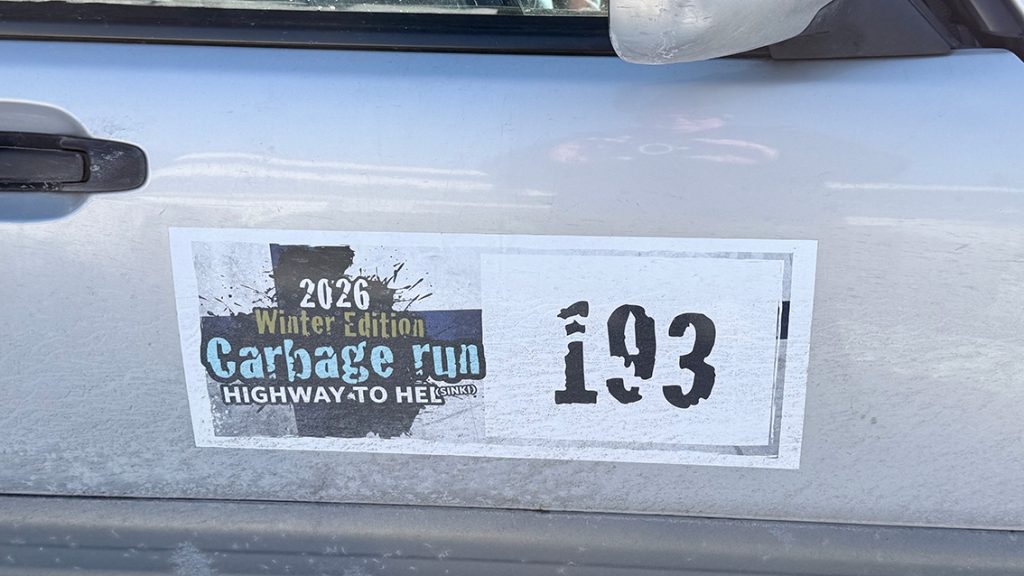 2026
Winter Edition
Carbage run
HIGHWAY TO HEL(SINKI)
193